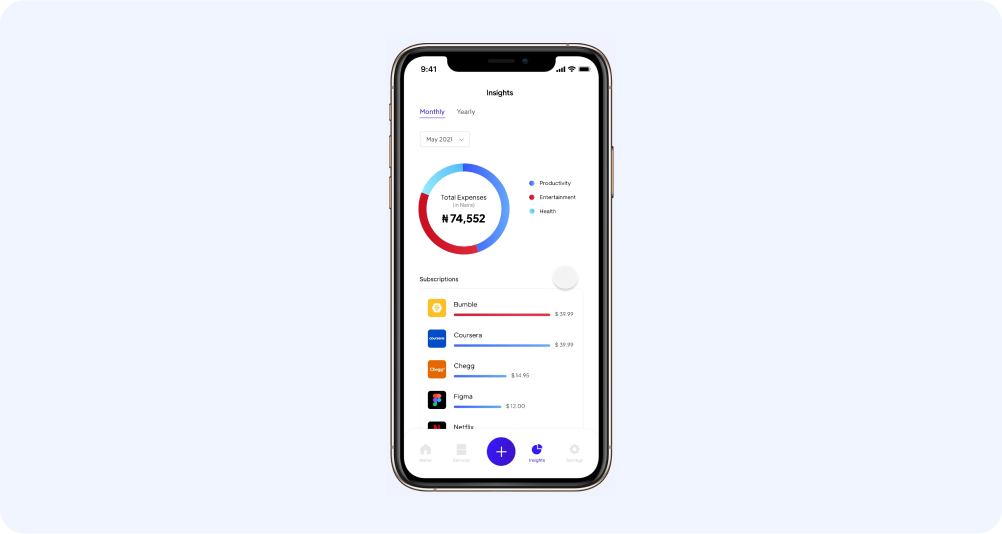 9:41
Insights
Monthly Yearly
May 2021
Total Expenses
(in Naira)
₦ 74,552
Productivity
Entertainment
Health
Subscriptions
Bumble
$ 39.99
coursera
Coursera
$ 39.99
Chegg
Chegg
$ 14.95
Figma
$ 12.00
Netflix
Home Services Insights Settings